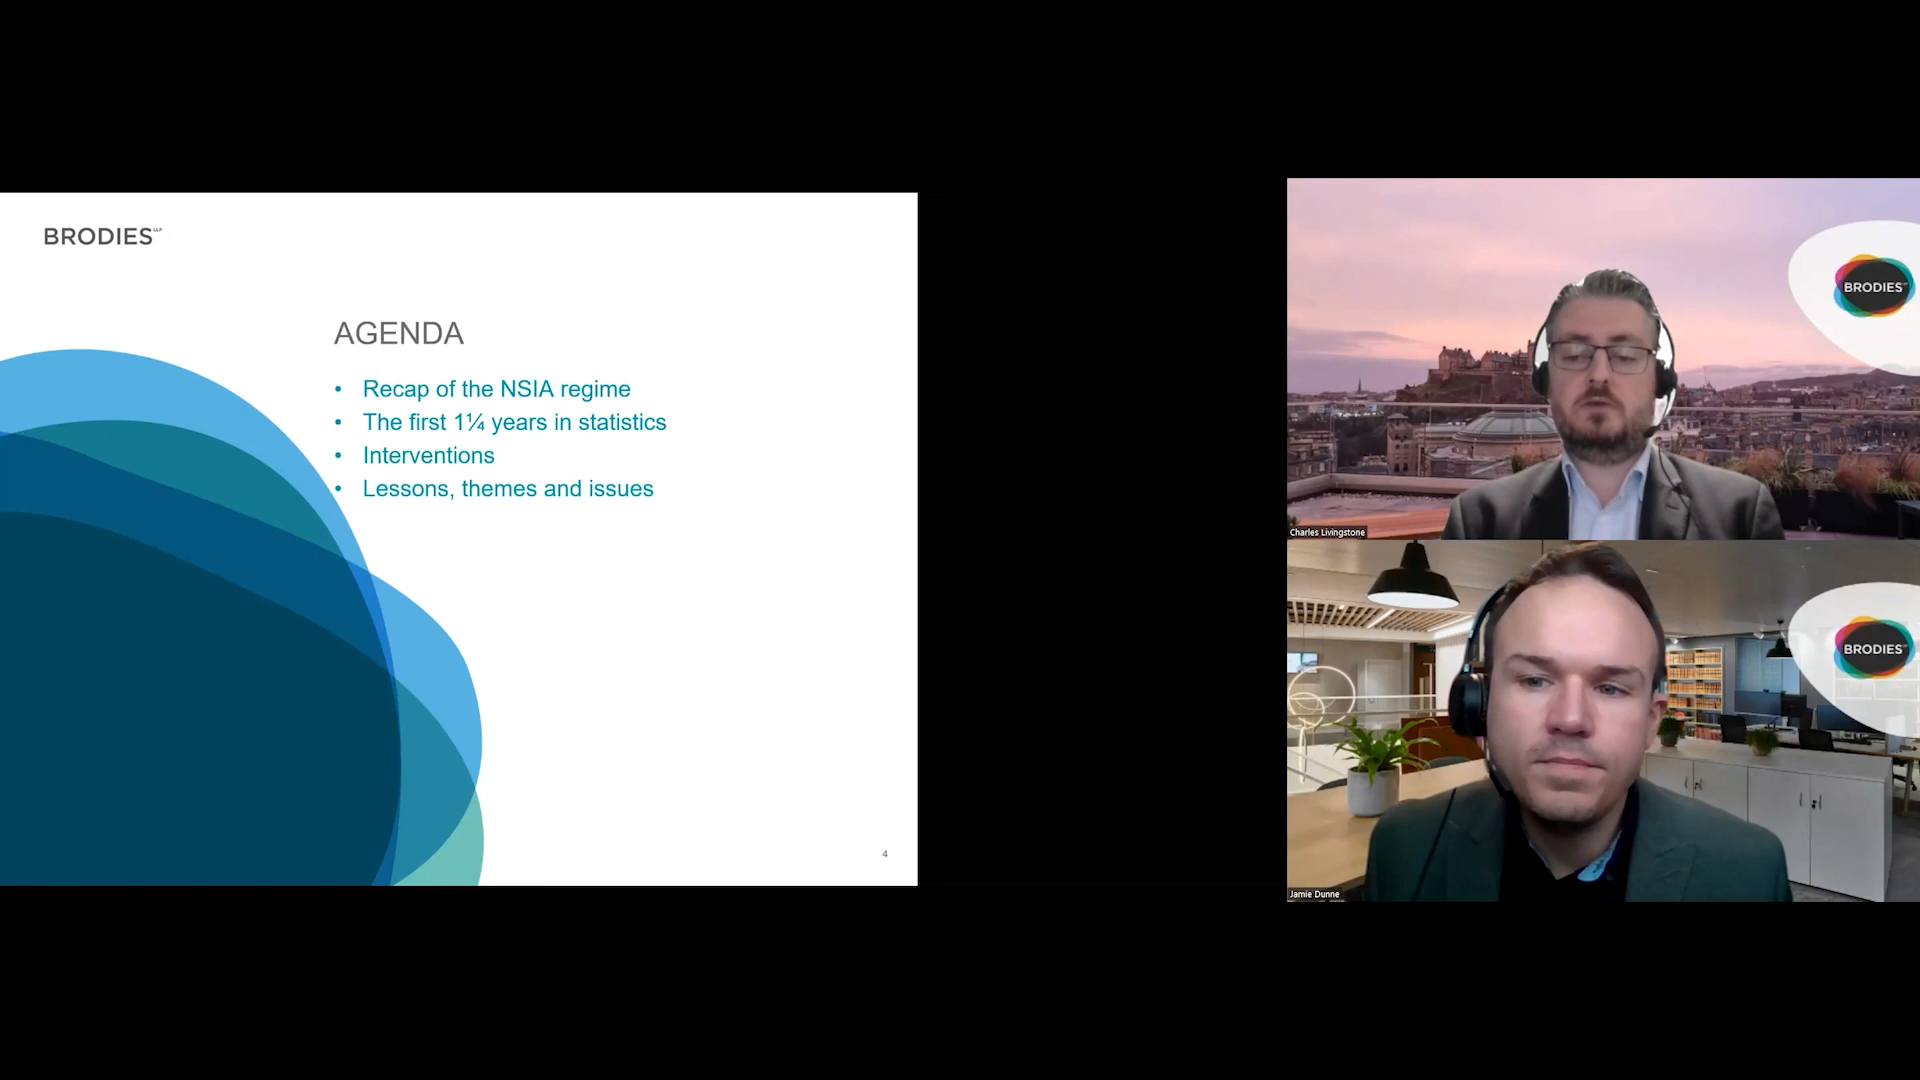 BRODIES LLP
AGENDA
• Recap of the NSIA regime
• The first 1¼ years in statistics
• Interventions
• Lessons, themes and issues
4
BRODIES
Charles Livingstone
BRODIES
Jamie Dunne